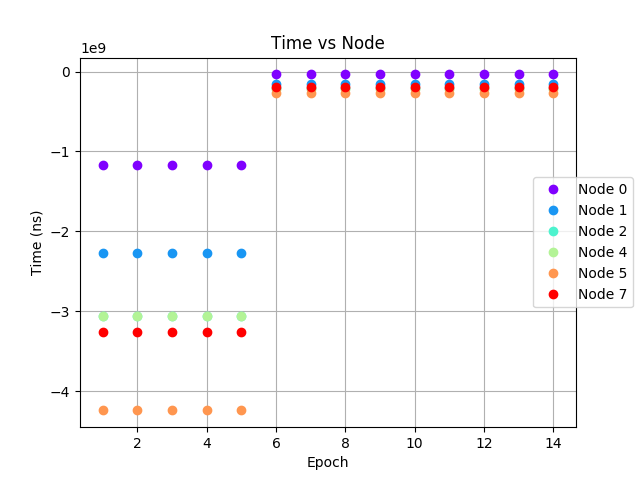 Time vs Node
1e9
0
−1
−2
−3
−4
Time (ns)
2
4
6
8
10
12
14
Epoch
Node 0
Node 1
Node 2
Node 4
Node 5
Node 7